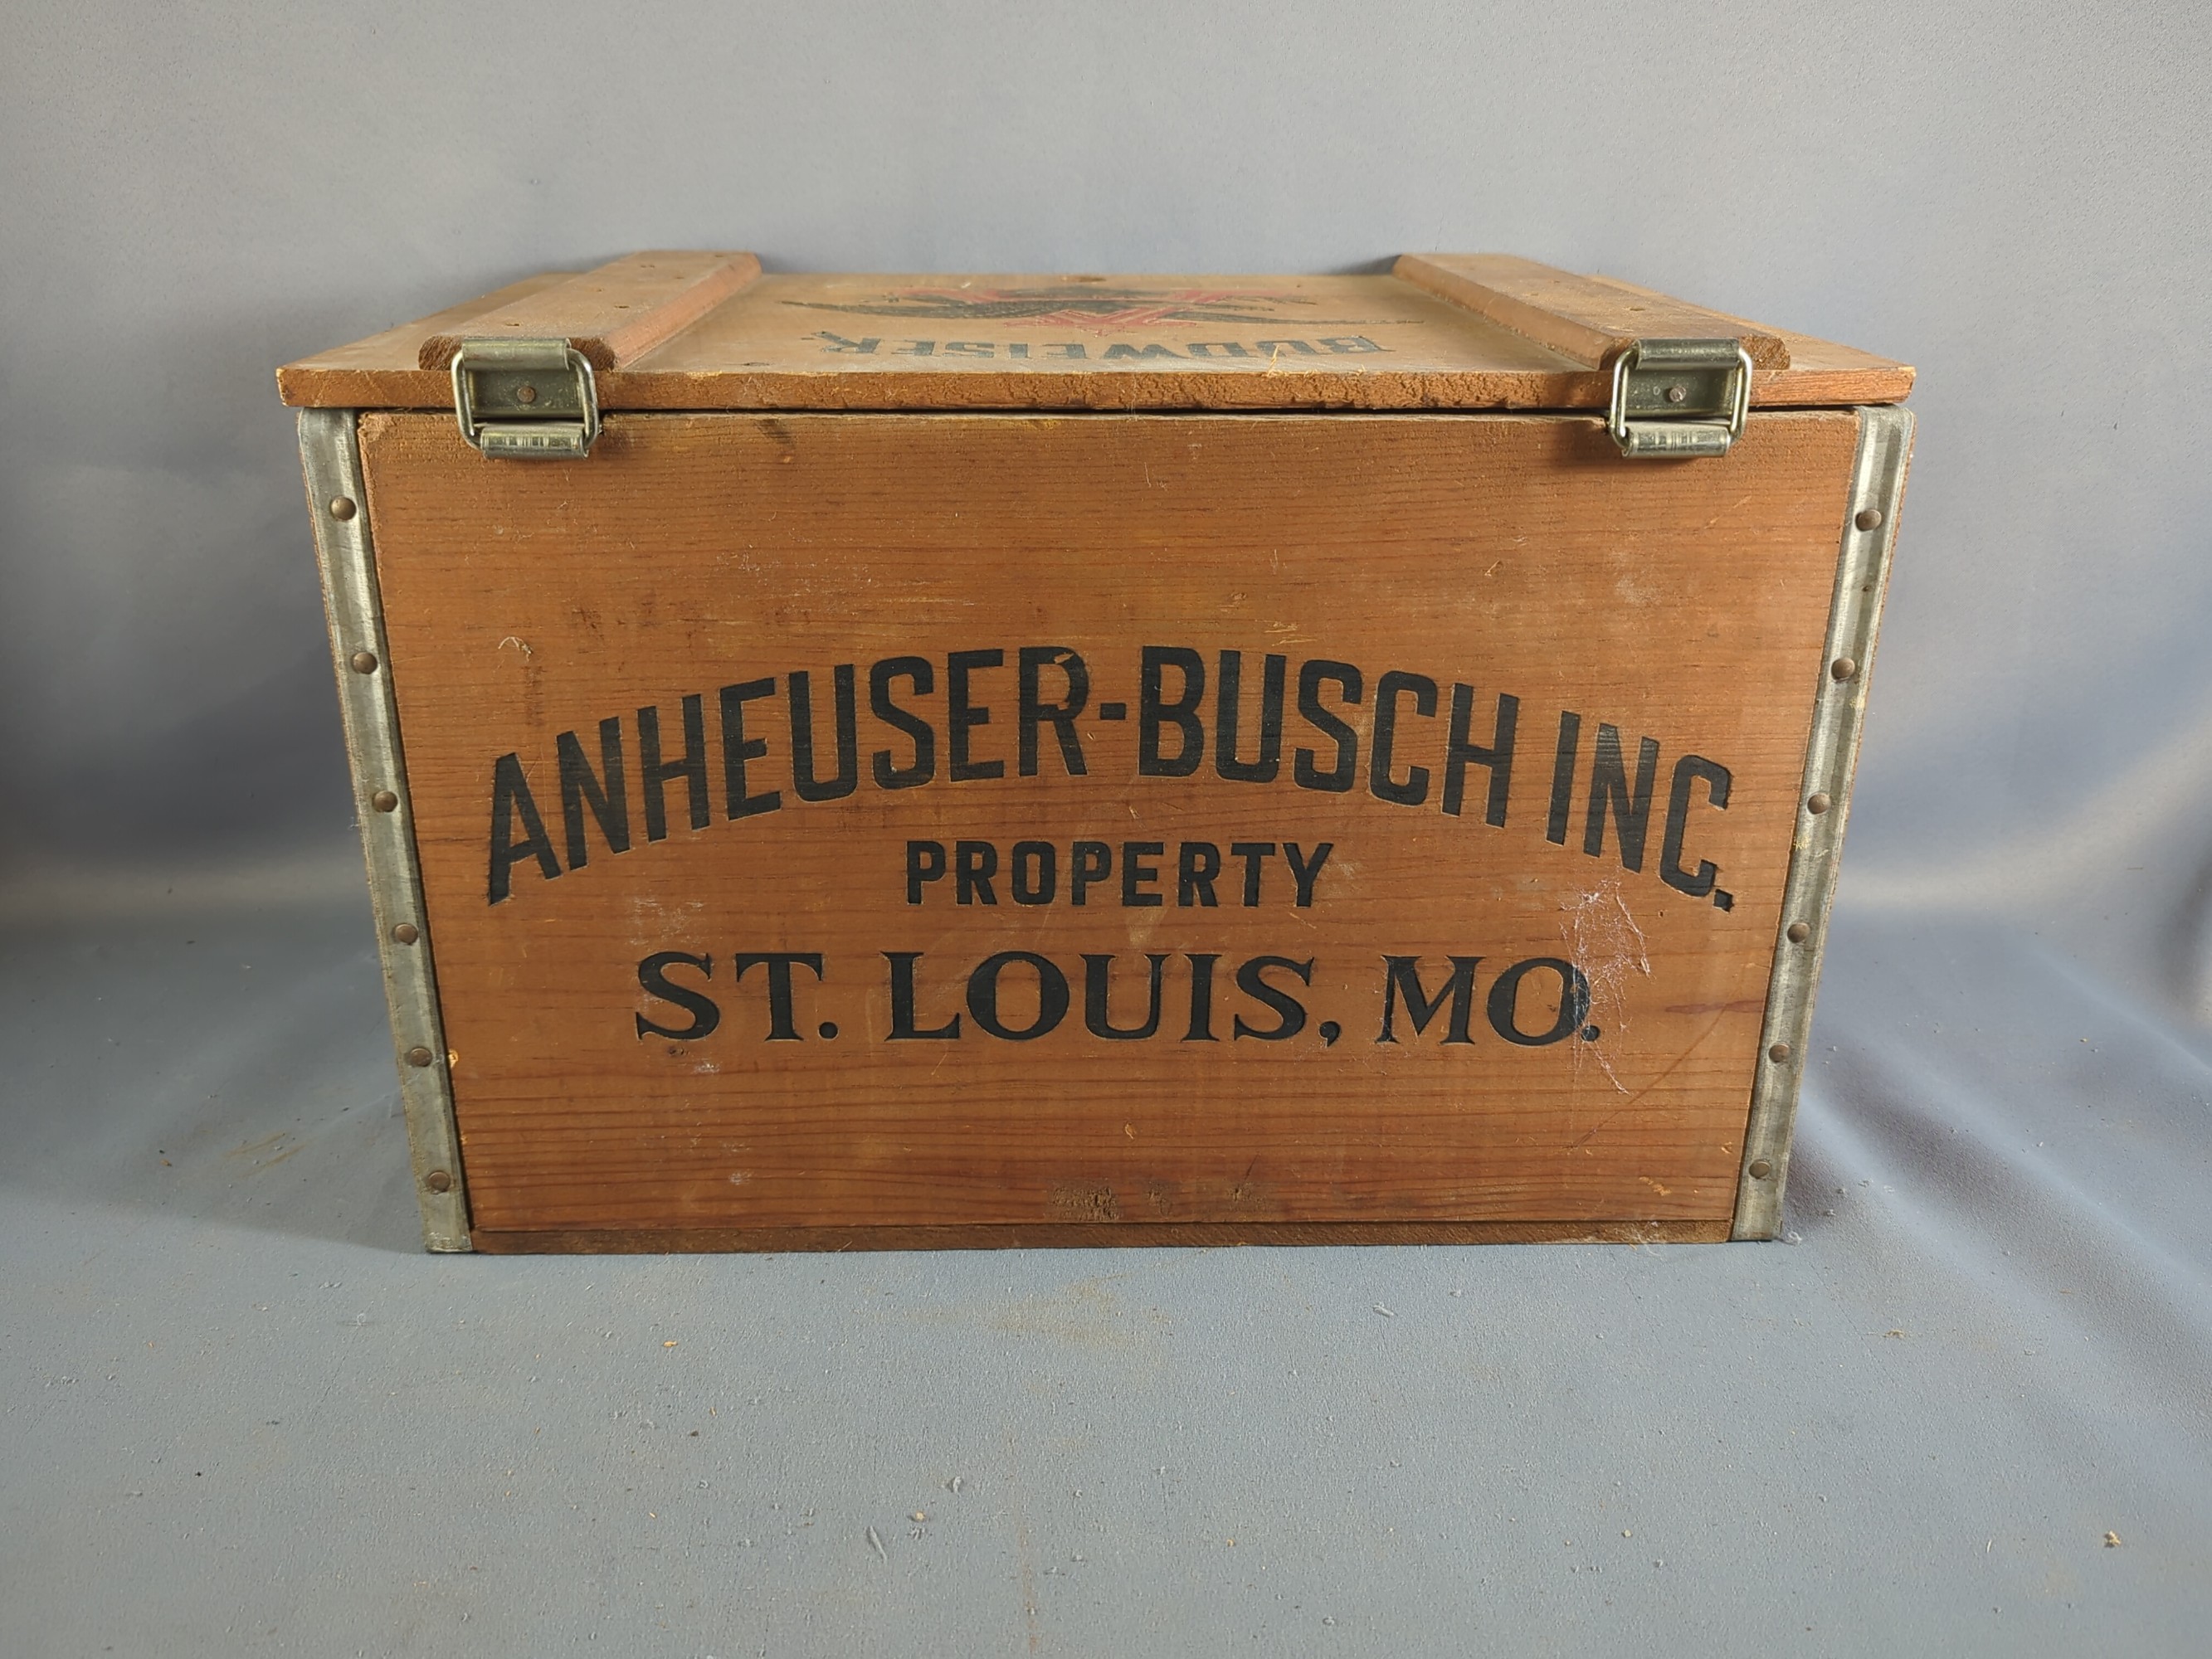 BUDWEISER.
ANHEUSER-BUSCH INC.
PROPERTY
ST. LOUIS, MO.